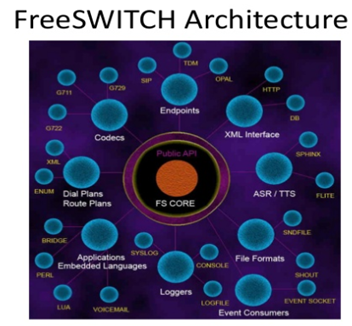 FreeSWITCH Architecture
TDM
SIP
OPAL
G711
G729
Endpoints
HTTP
G722
Codecs
XML Interface
DB
Public API
XML
SPHINX
ENUM
Dial Plans
Route Plans
FS CORE
ASR / TTS
FLITE
BRIDGE
SYSLOG
SNDFILE
Applications
Embedded Languages
CONSOLE
File Formats
PERL
Loggers
SHOUT
LUA
VOICEMAIL
LOGFILE
EVENT SOCKET
Event Consumers